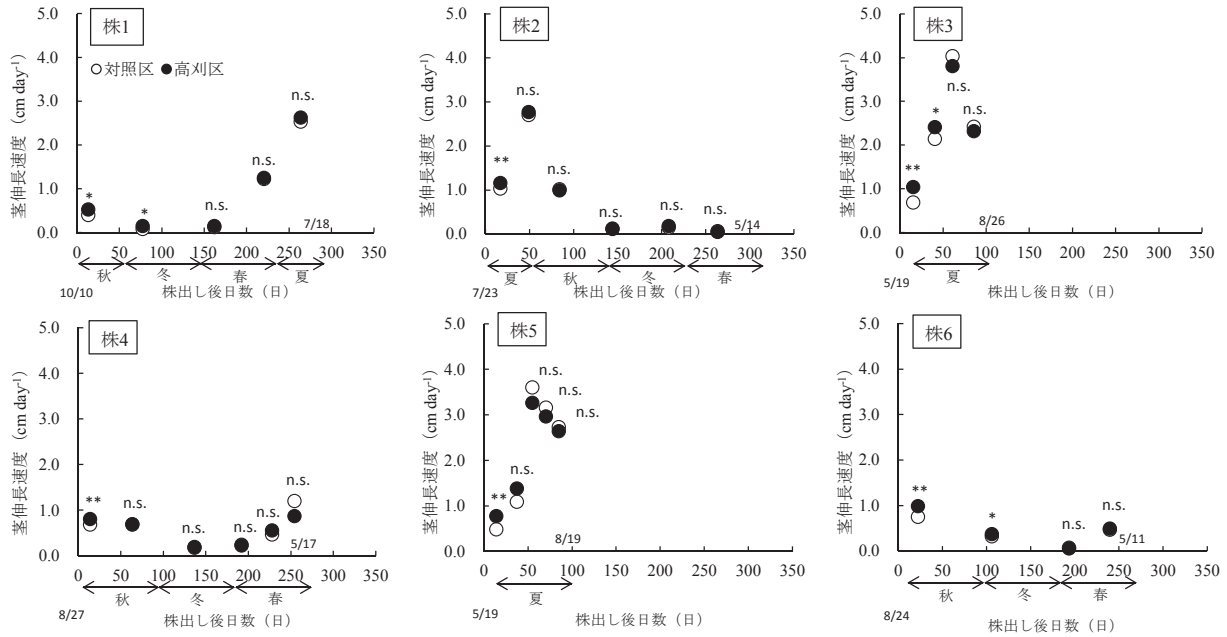 株1
○対照区 ●高刈区
茎伸長速度 (cm day-1)
5.0
4.0
3.0
2.0
1.0
0.0
*
*
n.s.
n.s.
n.s.
7/18
0 50 100 150 200 250 300 350
秋 冬 春 夏
10/10
株出し後日数(日)
株2
茎伸長速度 (cm day-1)
5.0
4.0
3.0
2.0
1.0
0.0
**
n.s.
n.s.
n.s.
n.s.
n.s.
5/14
0 50 100 150 200 250 300 350
夏 秋 冬 春
7/23
株出し後日数(日)
株3
茎伸長速度 (cm day-1)
5.0
4.0
3.0
2.0
1.0
0.0
**
*
n.s.
n.s.
8/26
0 50 100 150 200 250 300 350
夏
5/19
株出し後日数(日)
株4
茎伸長速度 (cm day-1)
5.0
4.0
3.0
2.0
1.0
0.0
**
n.s.
n.s.
n.s.
n.s.
n.s.
5/17
0 50 100 150 200 250 300 350
秋 冬 春
8/27
株出し後日数(日)
株5
茎伸長速度 (cm day-1)
5.0
4.0
3.0
2.0
1.0
0.0
**
n.s.
n.s.
n.s.
n.s.
8/19
0 50 100 150 200 250 300 350
夏
5/19
株出し後日数(日)
株6
茎伸長速度 (cm day-1)
5.0
4.0
3.0
2.0
1.0
0.0
**
*
n.s.
n.s.
5/11
0 50 100 150 200 250 300 350
秋 冬 春
8/24
株出し後日数(日)